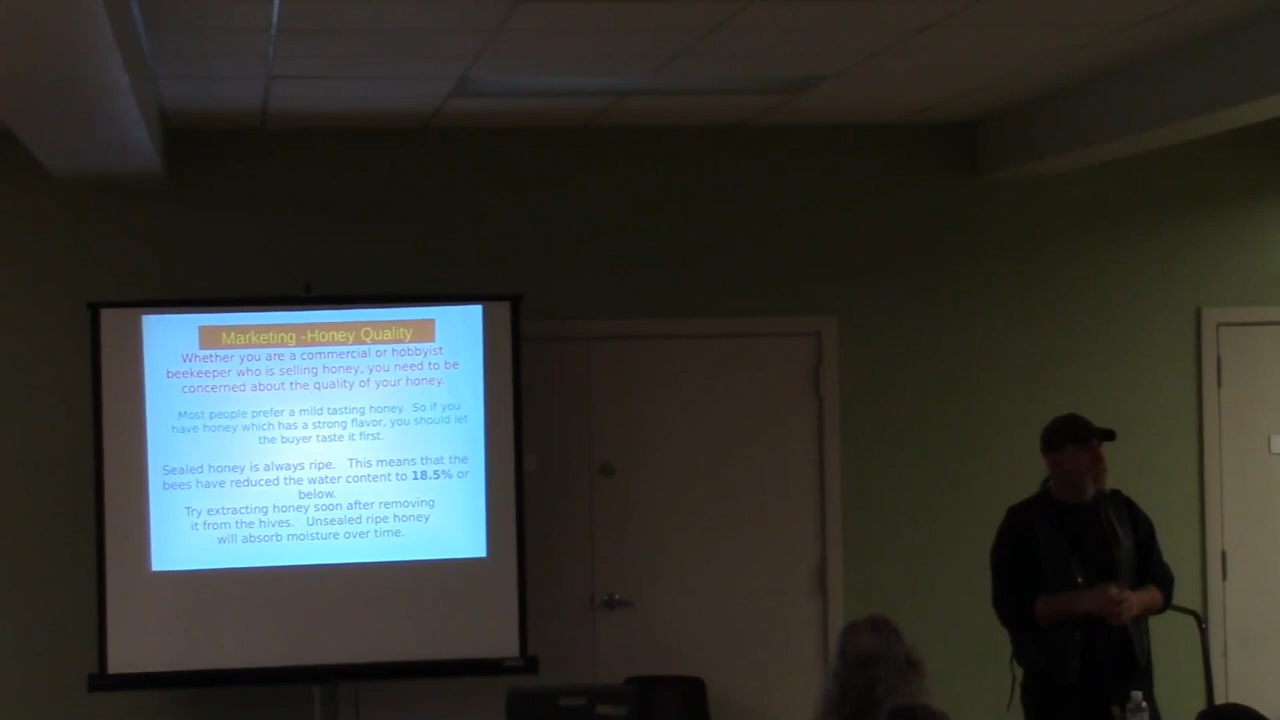 Marketing -Honey Quality
Whether you are a commercial or hobbyist
beekeeper who is selling honey, you need to be
concerned about the quality of your honey.
Most people prefer a mild tasting honey. So if you
have honey which has a strong flavor, you should let
the buyer taste it first.
Sealed honey is always ripe. This means that the
bees have reduced the water content to 18.5% or
below.
Try extracting honey soon after removing
it from the hives. Unsealed ripe honey
will absorb moisture over time.